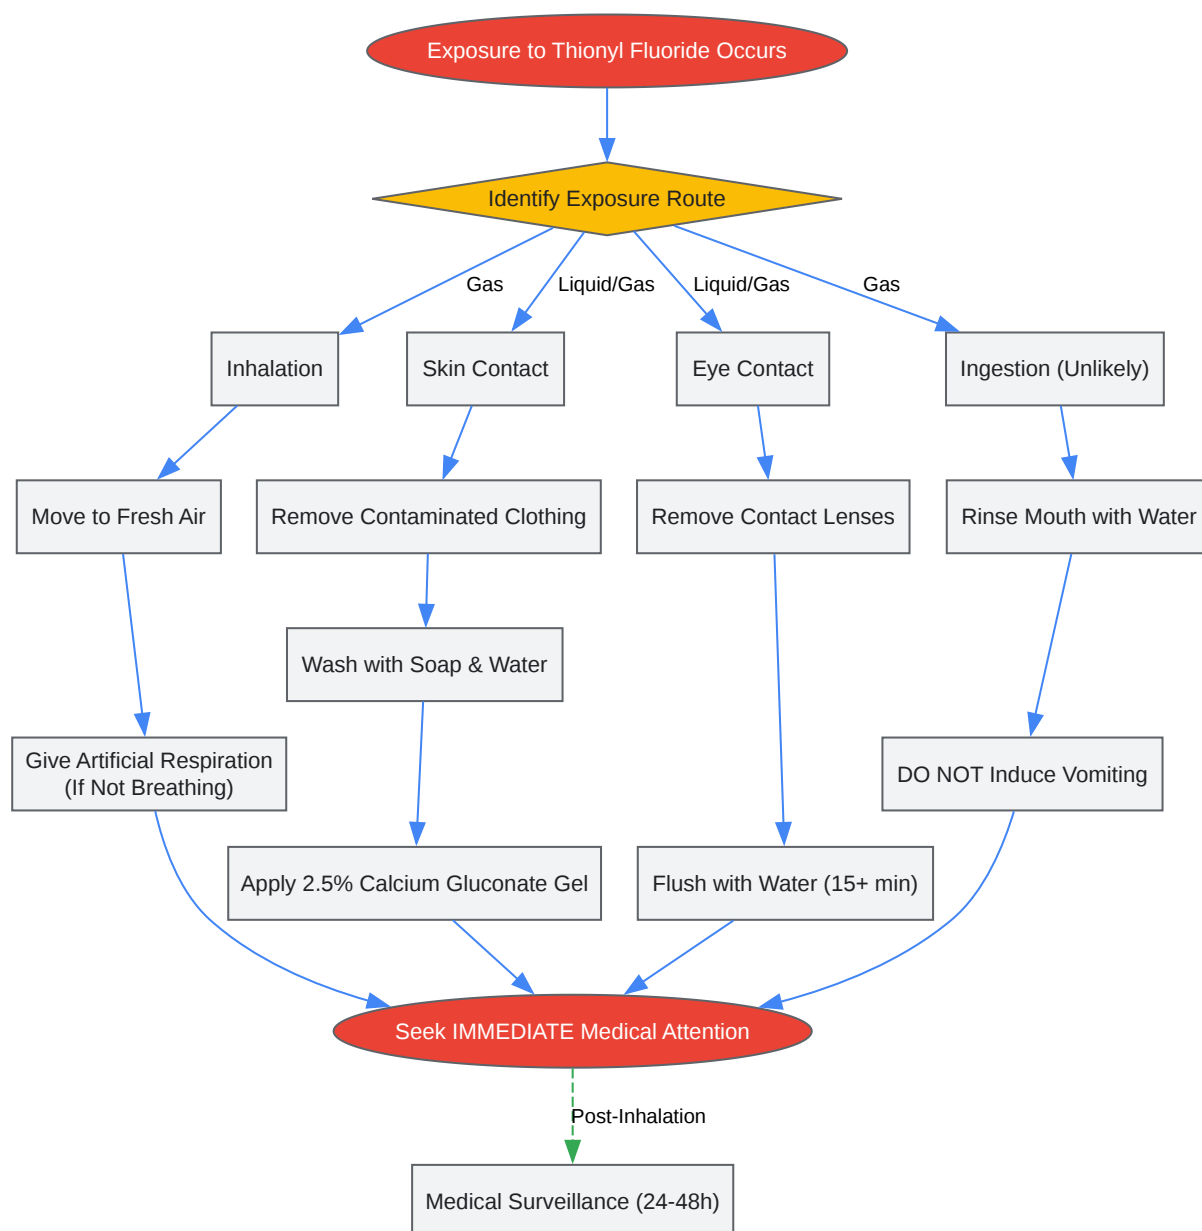 Exposure to Thionyl Fluoride Occurs
Identify Exposure Route
Gas
Liquid/Gas
Liquid/Gas
Gas
Inhalation
Skin Contact
Eye Contact
Ingestion (Unlikely)
Move to Fresh Air
Remove Contaminated Clothing
Remove Contact Lenses
Rinse Mouth with Water
Wash with Soap & Water
Give Artificial Respiration
(If Not Breathing)
DO NOT Induce Vomiting
Apply 2.5% Calcium Gluconate Gel
Flush with Water (15+ min)
Seek IMMEDIATE Medical Attention
Post-Inhalation
Medical Surveillance (24-48h)